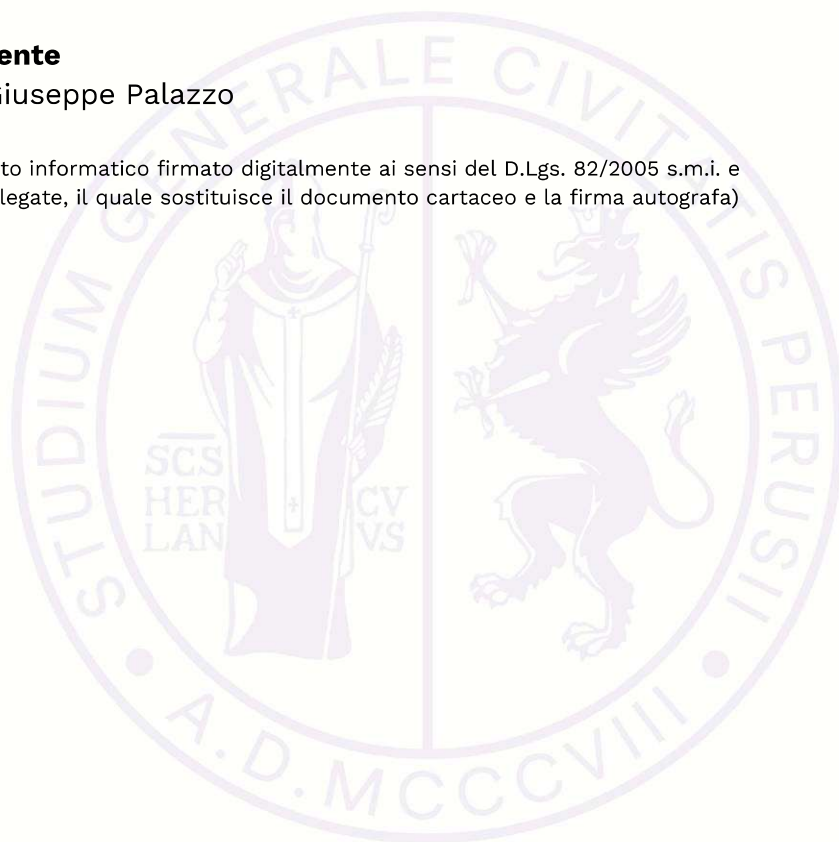 ente
Giuseppe Palazzo
to informatico firmato digitalmente ai sensi del D.Lgs. 82/2005 s.m.i. e
legate, il quale sostituisce il documento cartaceo e la firma autografa)
STUDIUM GENERALE CIVITATIS PERUSII
SCS
HER CV
LAN VS
A.D. MCCCVIII